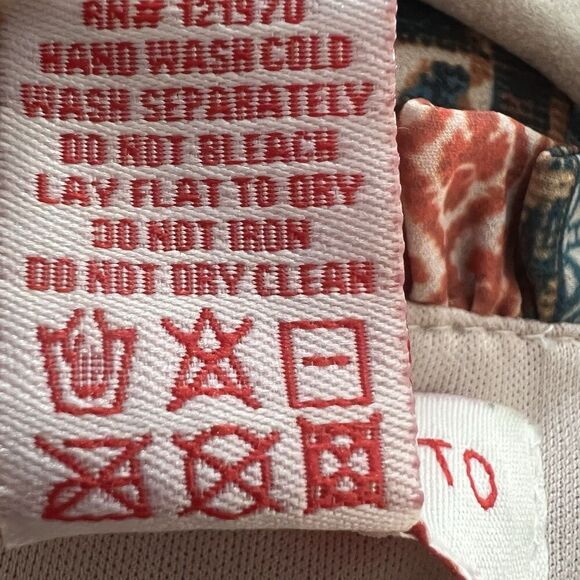 RN# 121970
HAND WASH COLD
WASH SEPARATELY
DO NOT BLEACH
LAY FLAT TO DRY
DO NOT IRON
DO NOT DRY CLEAN
TO